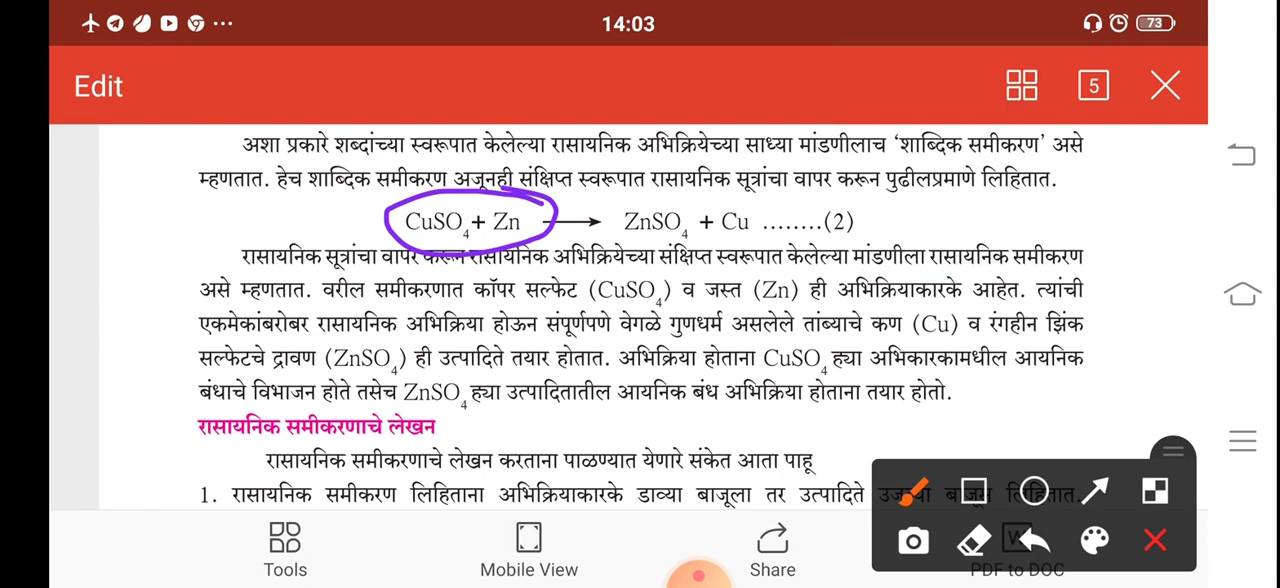 14:03
73
Edit
5
अशा प्रकारे शब्दांच्या स्वरूपात केलेल्या रासायनिक अभिक्रियेच्या साध्या मांडणीलाच ‘शाब्दिक समीकरण’ असे
म्हणतात. हेच शाब्दिक समीकरण अजूनही संक्षिप्त स्वरूपात रासायनिक सूत्रांचा वापर करून पुढीलप्रमाणे लिहितात.
CuSO₄ + Zn ⟶ ZnSO₄ + Cu ........(2)
रासायनिक सूत्रांचा वापर करून रासायनिक अभिक्रियेच्या संक्षिप्त स्वरूपात केलेल्या मांडणीला रासायनिक समीकरण
असे म्हणतात. वरील समीकरणात कॉपर सल्फेट (CuSO₄) व जस्त (Zn) ही अभिक्रियाकारके आहेत. त्यांची
एकमेकांबरोबर रासायनिक अभिक्रिया होऊन संपूर्णपणे वेगळे गुणधर्म असलेले तांब्याचे कण (Cu) व रंगहीन झिंक
सल्फेटचे द्रावण (ZnSO₄) ही उत्पादिते तयार होतात. अभिक्रिया होताना CuSO₄ ह्या अभिकारकामधील आयनिक
बंधाचे विभाजन होते तसेच ZnSO₄ ह्या उत्पादितातील आयनिक बंध अभिक्रिया होताना तयार होतो.
रासायनिक समीकरणाचे लेखन
रासायनिक समीकरणाचे लेखन करताना पाळण्यात येणारे संकेत आता पाहू
1. रासायनिक समीकरण लिहिताना अभिक्रियाकारके डाव्या बाजूला तर उत्पादिते उजव्या बाजूस लिहितात.
Tools
Mobile View
Share
W
PDF to DOC